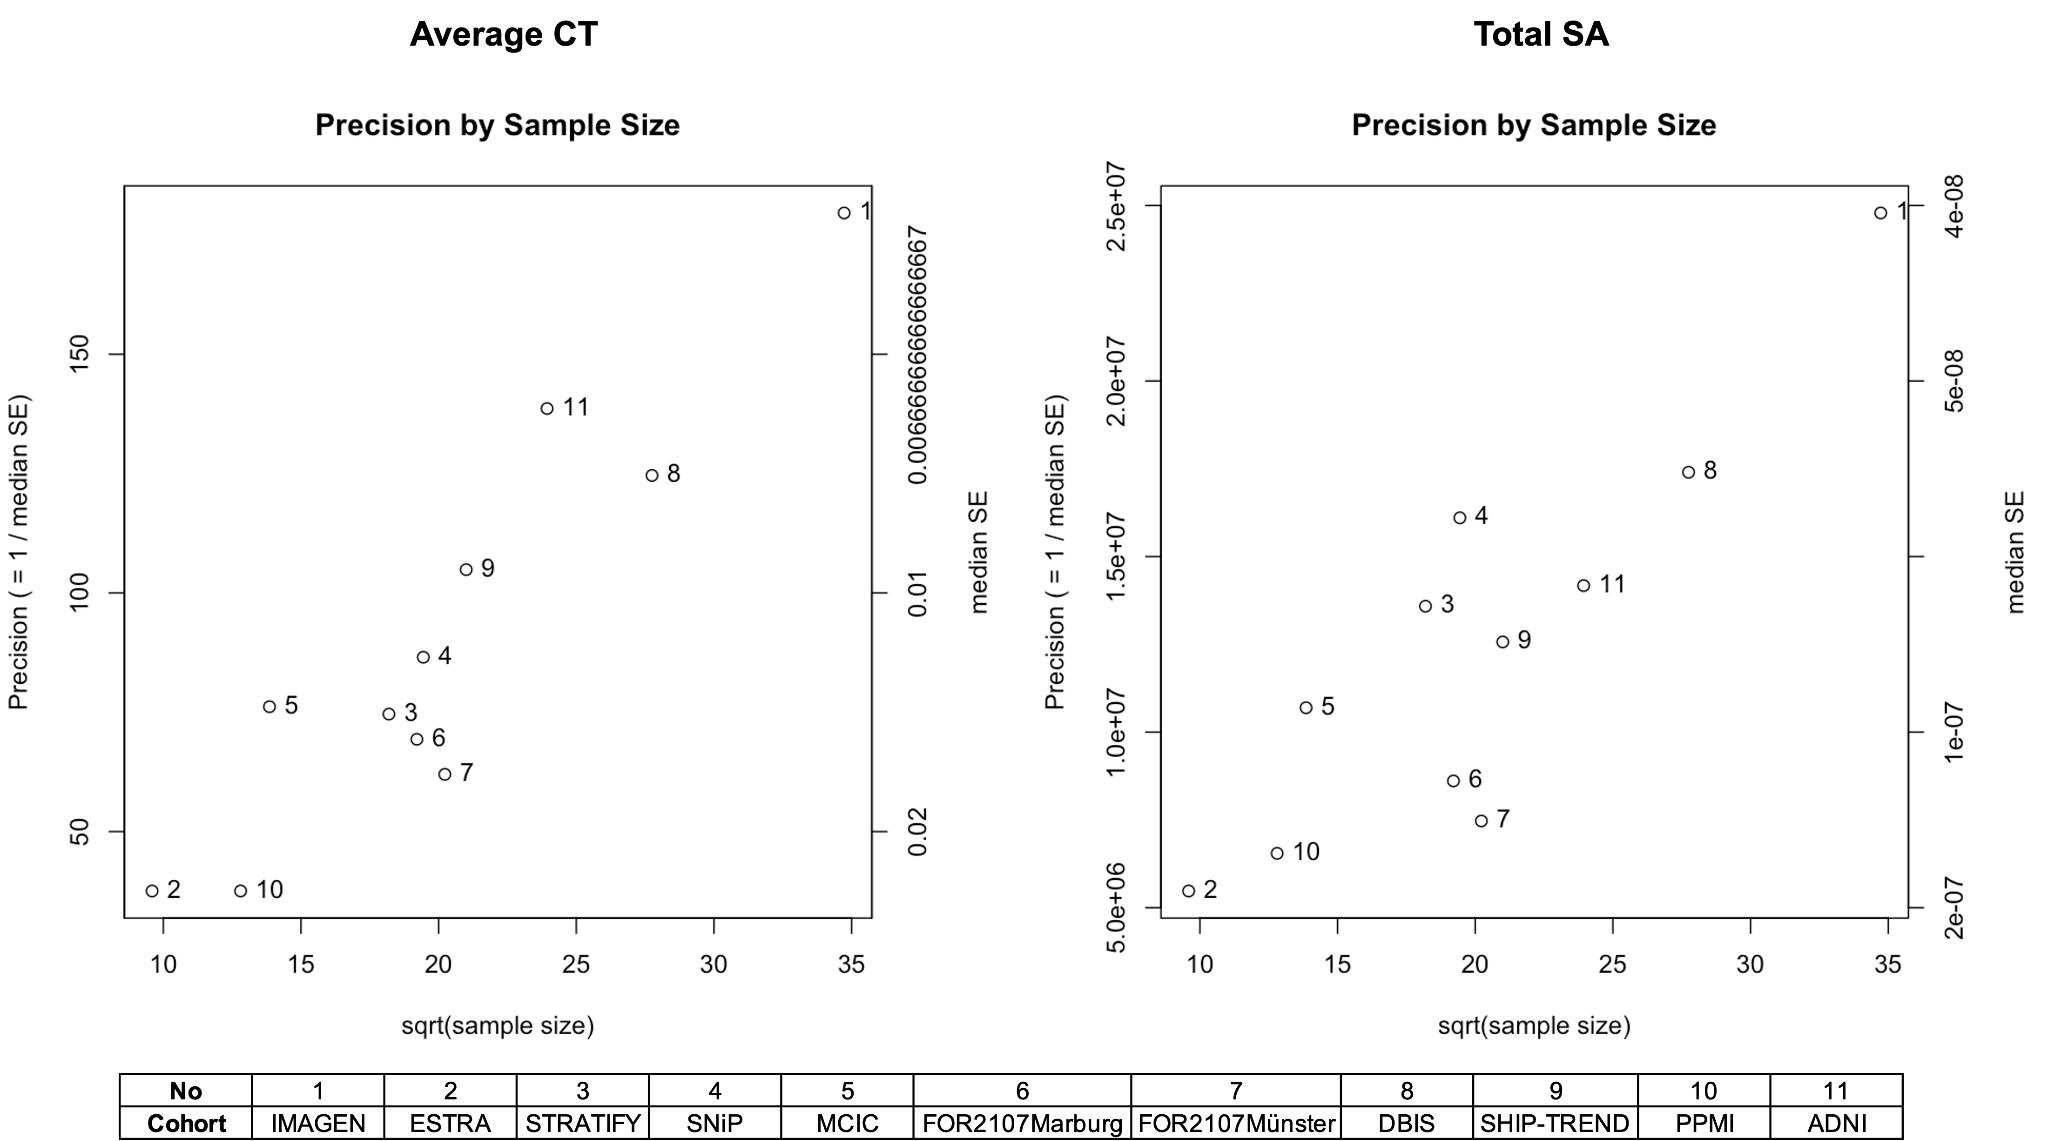 Average CT
Total SA
Precision by Sample Size
Precision by Sample Size
Precision ( = 1 / median SE)
150
100
50
1
11
8
9
4
5
3
6
7
2
10
0.00666666666666667
0.01
0.02
median SE
10 15 20 25 30 35
sqrt(sample size)
Precision ( = 1 / median SE)
2.5e+07
2.0e+07
1.5e+07
1.0e+07
5.0e+06
1
8
4
11
3
9
5
6
7
10
2
4e-08
5e-08
1e-07
2e-07
median SE
10 15 20 25 30 35
sqrt(sample size)
No 1 2 3 4 5 6 7 8 9 10 11
Cohort IMAGEN ESTRA STRATIFY SNiP MCIC FOR2107Marburg FOR2107Münster DBIS SHIP-TREND PPMI ADNI